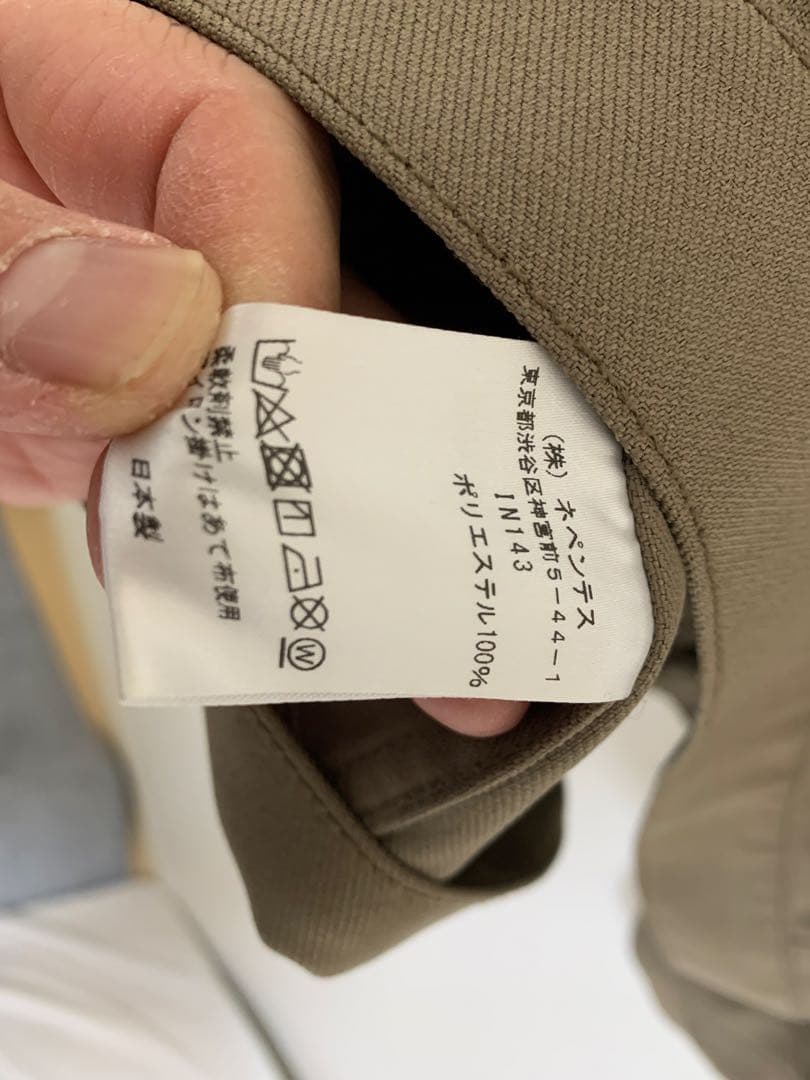 (株) ネペンテス
東京都渋谷区神宮前5-44-1
IN143
ポリエステル100%
W
柔軟剤禁止
アイロン掛けはあて布使用
日本製